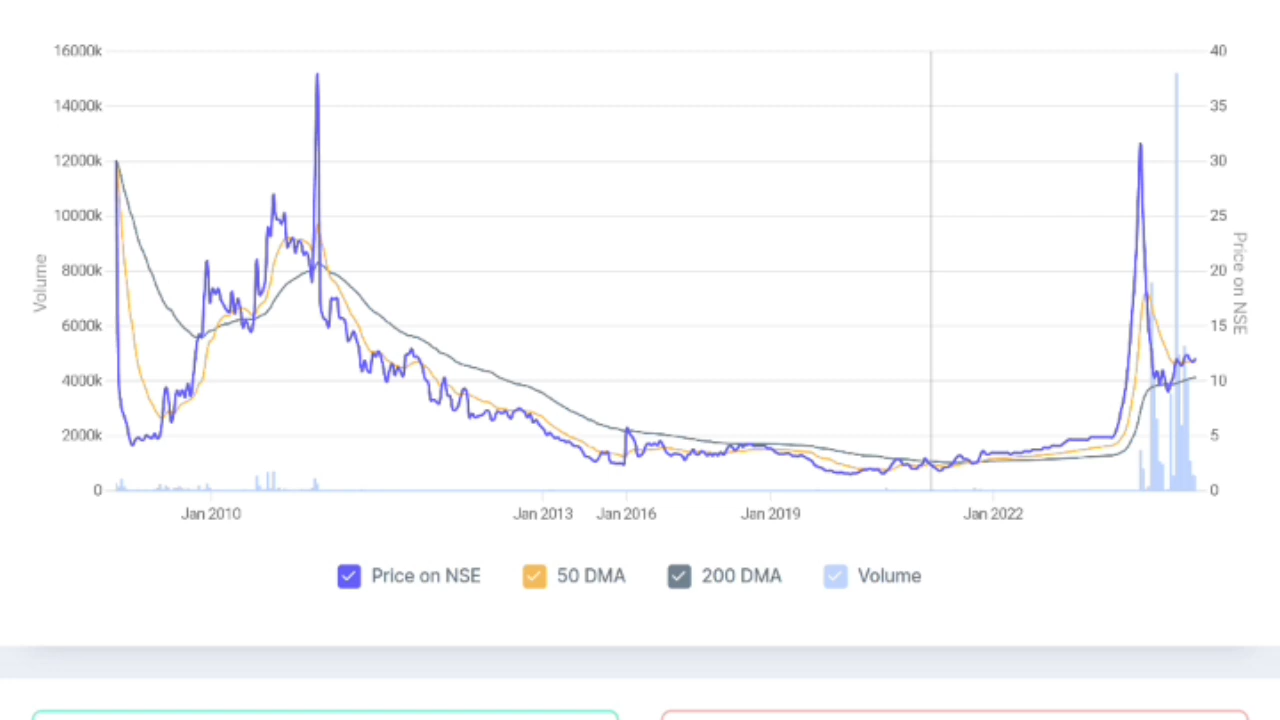 16000k 40
14000k 35
12000k 30
10000k 25
8000k 20
6000k 15
4000k 10
2000k 5
0 0
Volume
Price on NSE
Jan 2010 Jan 2013 Jan 2016 Jan 2019 Jan 2022
Price on NSE 50 DMA 200 DMA Volume